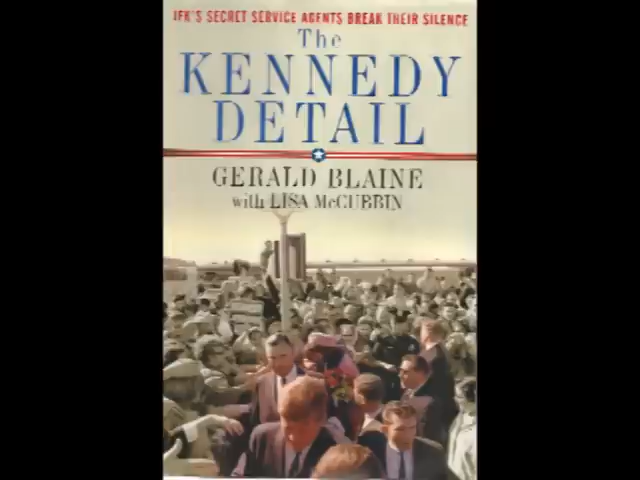 JFK'S SECRET SERVICE AGENTS BREAK THEIR SILENCE
The
KENNEDY
DETAIL
GERALD BLAINE
with LISA McCUBBIN